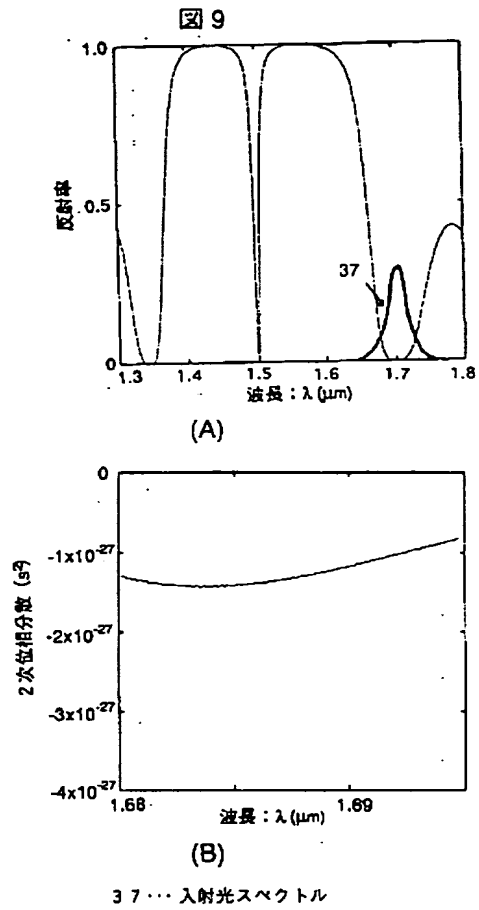 図 9
1.0
0.5
0
反射率
37
1.3 1.4 1.5 1.6 1.7 1.8
波長：λ(μm)
(A)
0
-1x10⁻²⁷
-2x10⁻²⁷
-3x10⁻²⁷
-4x10⁻²⁷
2次位相分散 (s²)
1.68 1.69
波長：λ(μm)
(B)
３７･･･ 入射光スペクトル